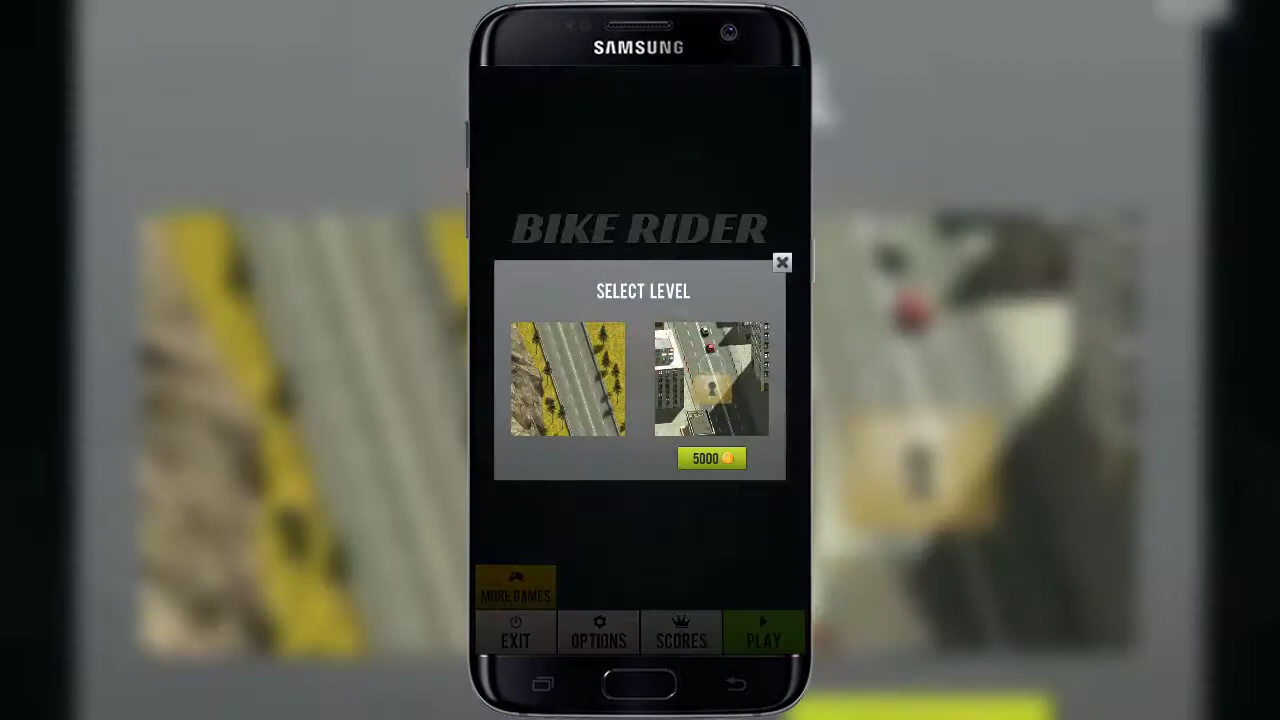 SAMSUNG
BIKE RIDER
SELECT LEVEL
5000
MORE GAMES
EXIT
OPTIONS
SCORES
PLAY